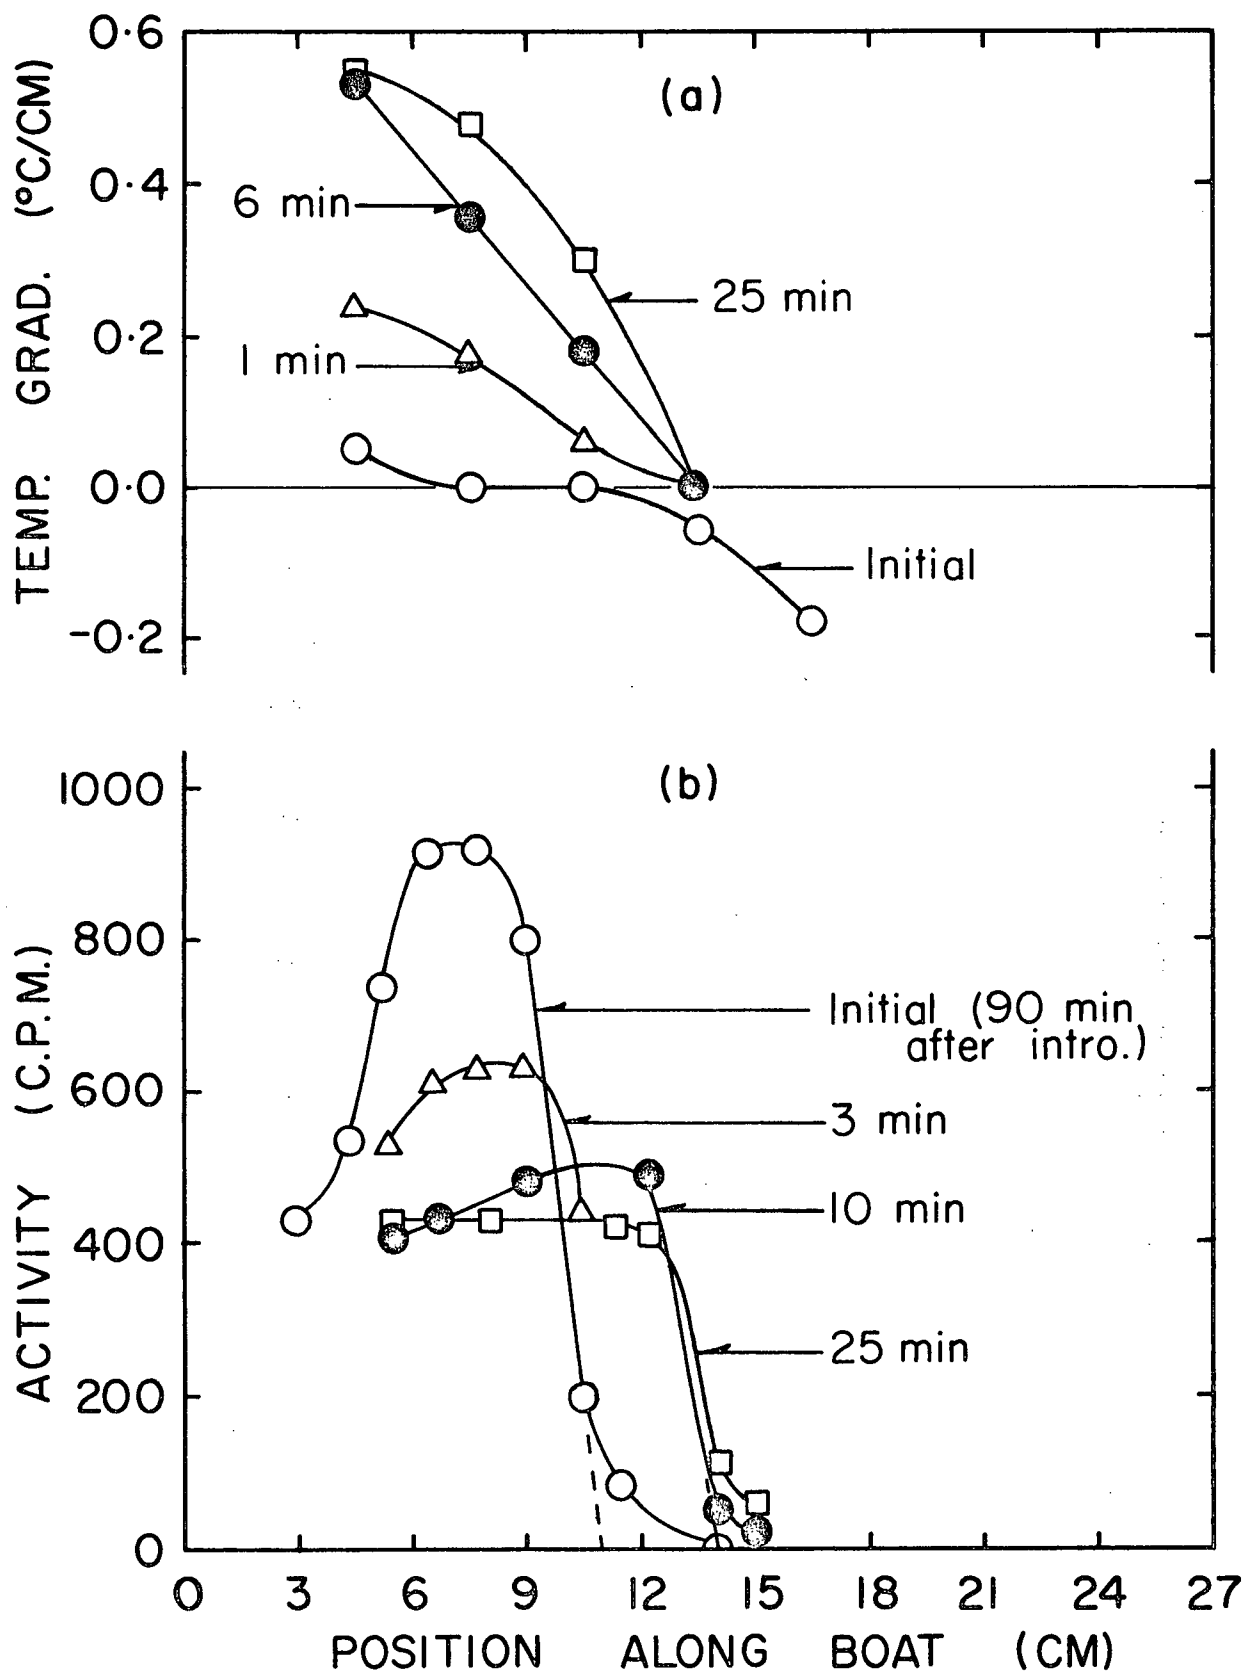 TEMP. GRAD. (°C/CM)
0.6
0.4
0.2
0.0
-0.2
(a)
6 min
25 min
1 min
Initial
ACTIVITY (C.P.M.)
1000
800
600
400
200
0
(b)
Initial (90 min
after intro.)
3 min
10 min
25 min
0 3 6 9 12 15 18 21 24 27
POSITION ALONG BOAT (CM)